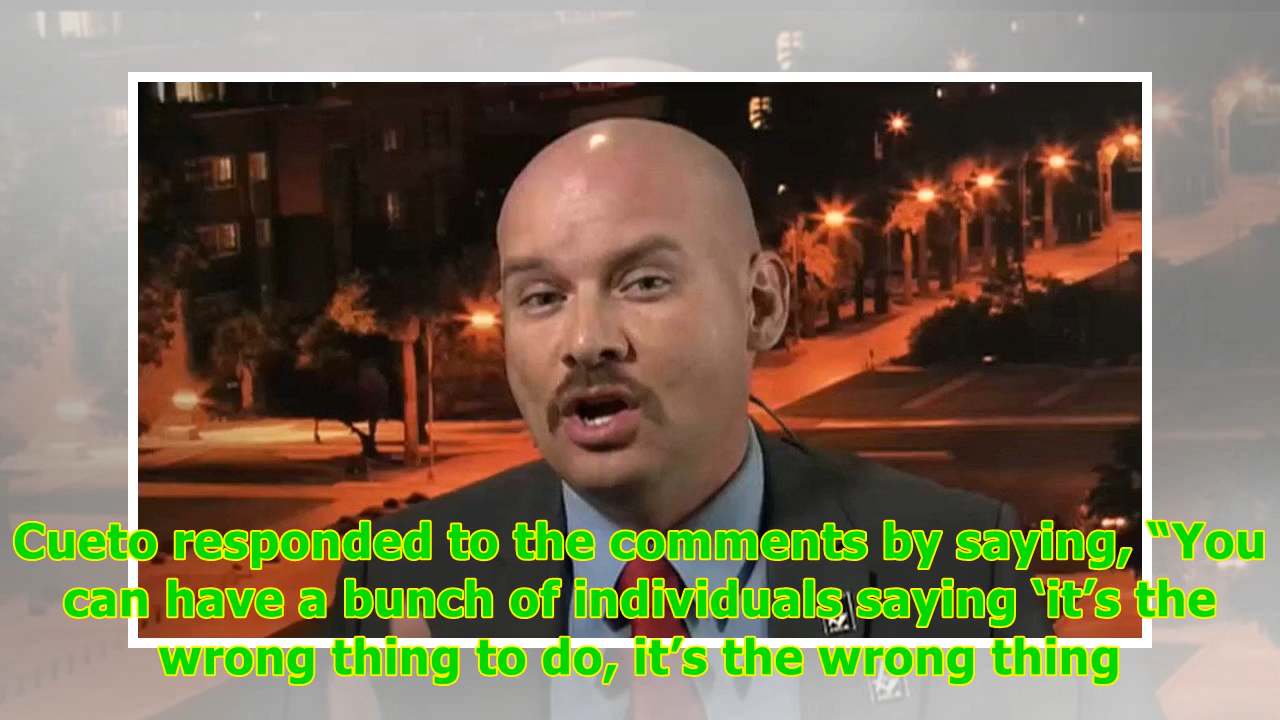 Cueto responded to the comments by saying, “You
can have a bunch of individuals saying ‘it’s the
wrong thing to do, it’s the wrong thing